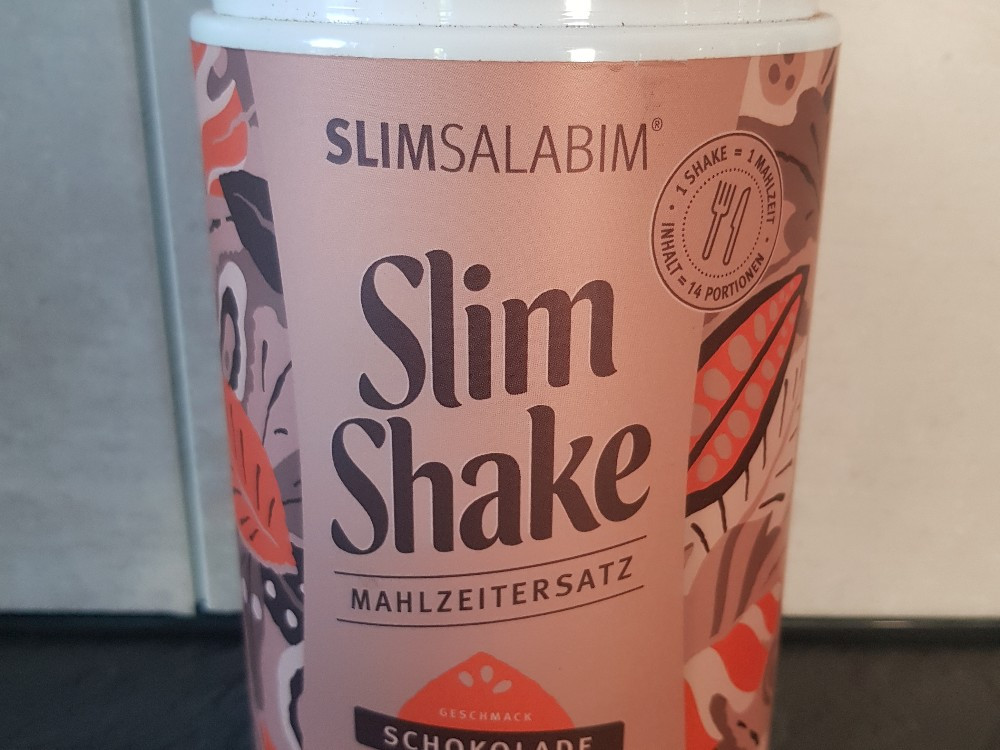 SLIMSALABIM®
1 SHAKE = 1 MAHLZEIT • INHALT = 14 PORTIONEN •
Slim
Shake
MAHLZEITERSATZ
GESCHMACK
SCHOKOLADE